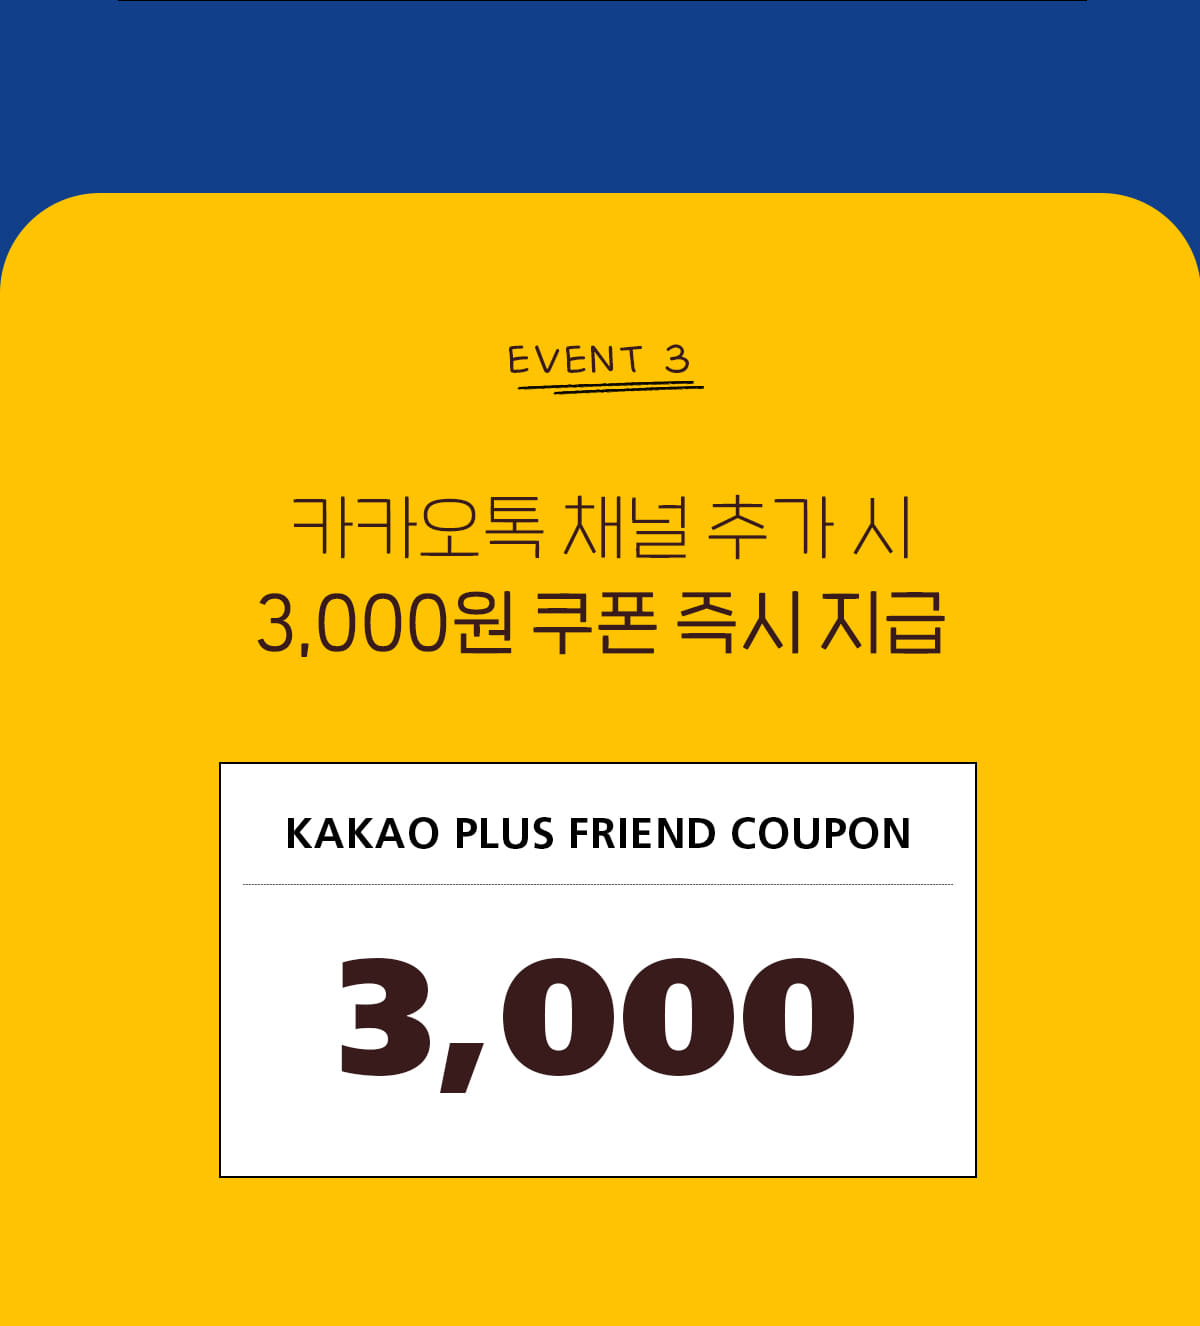 EVENT 3
카카오톡 채널 추가 시
3,000원 쿠폰 즉시 지급
KAKAO PLUS FRIEND COUPON
3,000